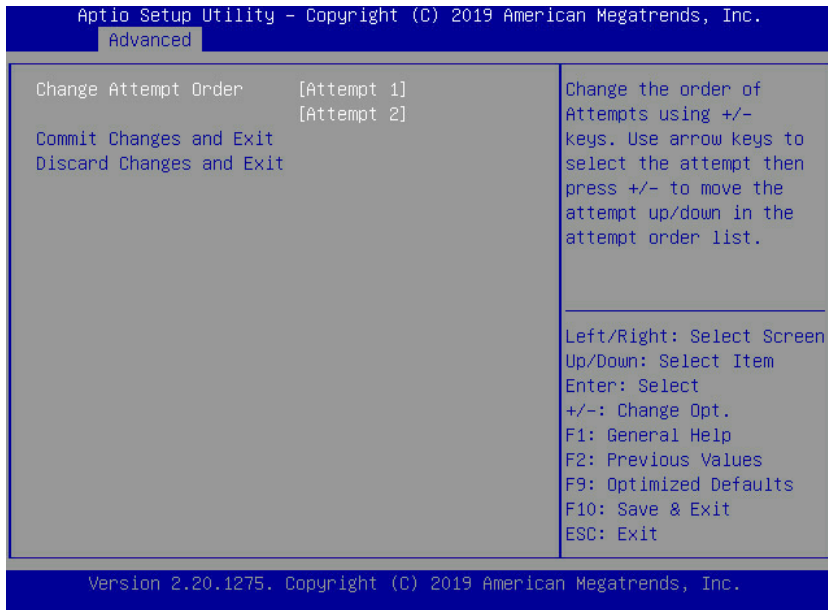 Aptio Setup Utility – Copyright (C) 2019 American Megatrends, Inc.
Advanced
Change Attempt Order [Attempt 1]
[Attempt 2]
Commit Changes and Exit
Discard Changes and Exit
Change the order of
Attempts using +/-
keys. Use arrow keys to
select the attempt then
press +/- to move the
attempt up/down in the
attempt order list.
Left/Right: Select Screen
Up/Down: Select Item
Enter: Select
+/-: Change Opt.
F1: General Help
F2: Previous Values
F9: Optimized Defaults
F10: Save & Exit
ESC: Exit
Version 2.20.1275. Copyright (C) 2019 American Megatrends, Inc.